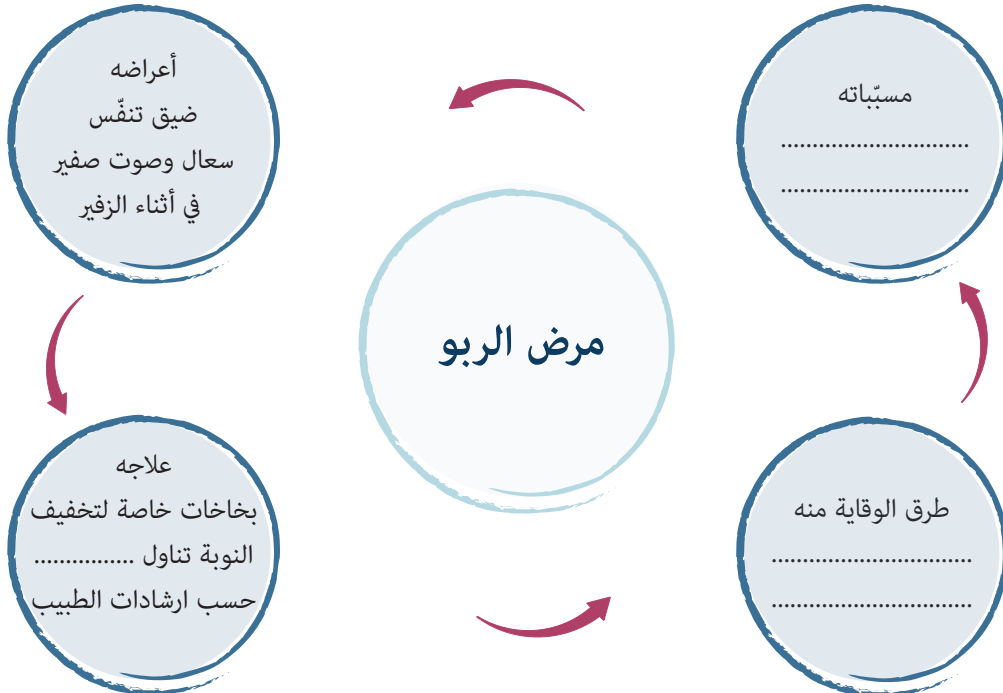 مسبّباته
...............................
...............................
أعراضه
ضيق تنفّس
سعال وصوت صفير
في أثناء الزفير
مرض الربو
علاجه
بخاخات خاصة لتخفيف
النوبة تناول ................
حسب ارشادات الطبيب
طرق الوقاية منه
.................................
.................................